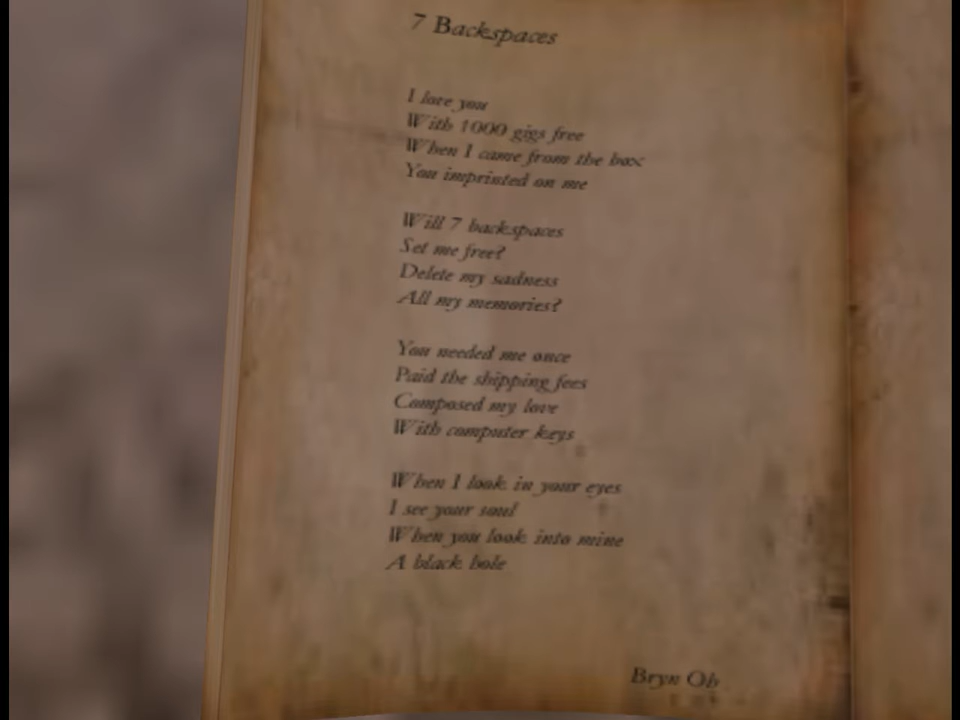 7 Backspaces
I love you
With 1000 gigs free
When I came from the box
You imprinted on me
Will 7 backspaces
Set me free?
Delete my sadness
All my memories?
You needed me once
Paid the shipping fees
Composed my love
With computer keys
When I look in your eyes
I see your soul
When you look into mine
A black hole
Bryn Oh